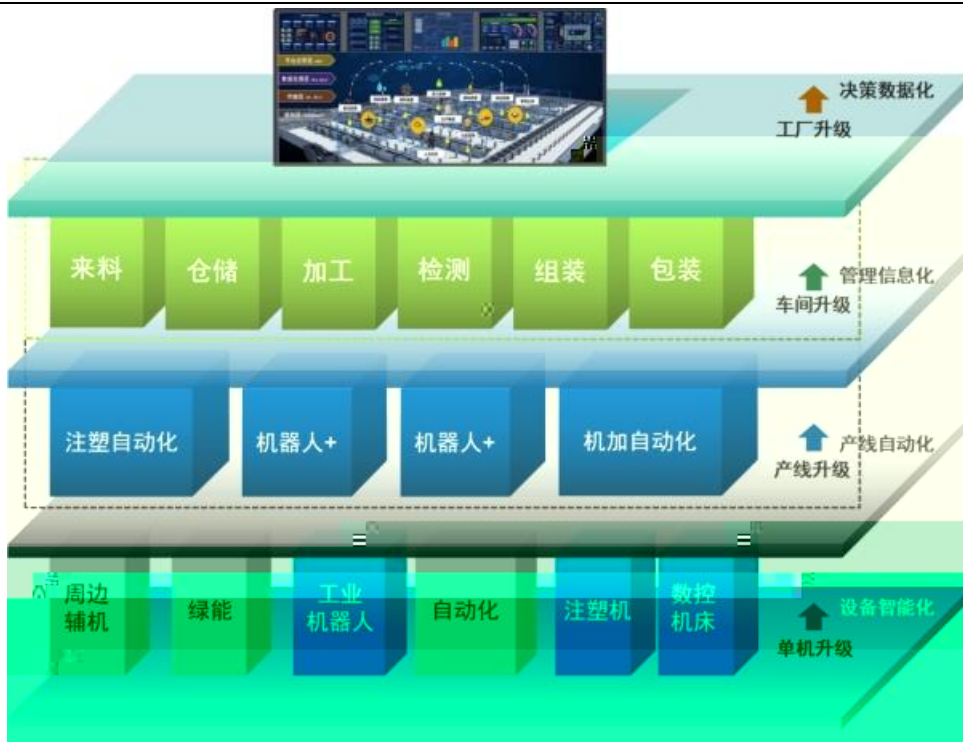 决策数据化
工厂升级
来料
仓储
加工
检测
组装
包装
管理信息化
车间升级
注塑自动化
机器人+
机器人+
机加自动化
产线自动化
产线升级
周边
辅机
绿能
工业
机器人
自动化
注塑机
数控
机床
设备智能化
单机升级